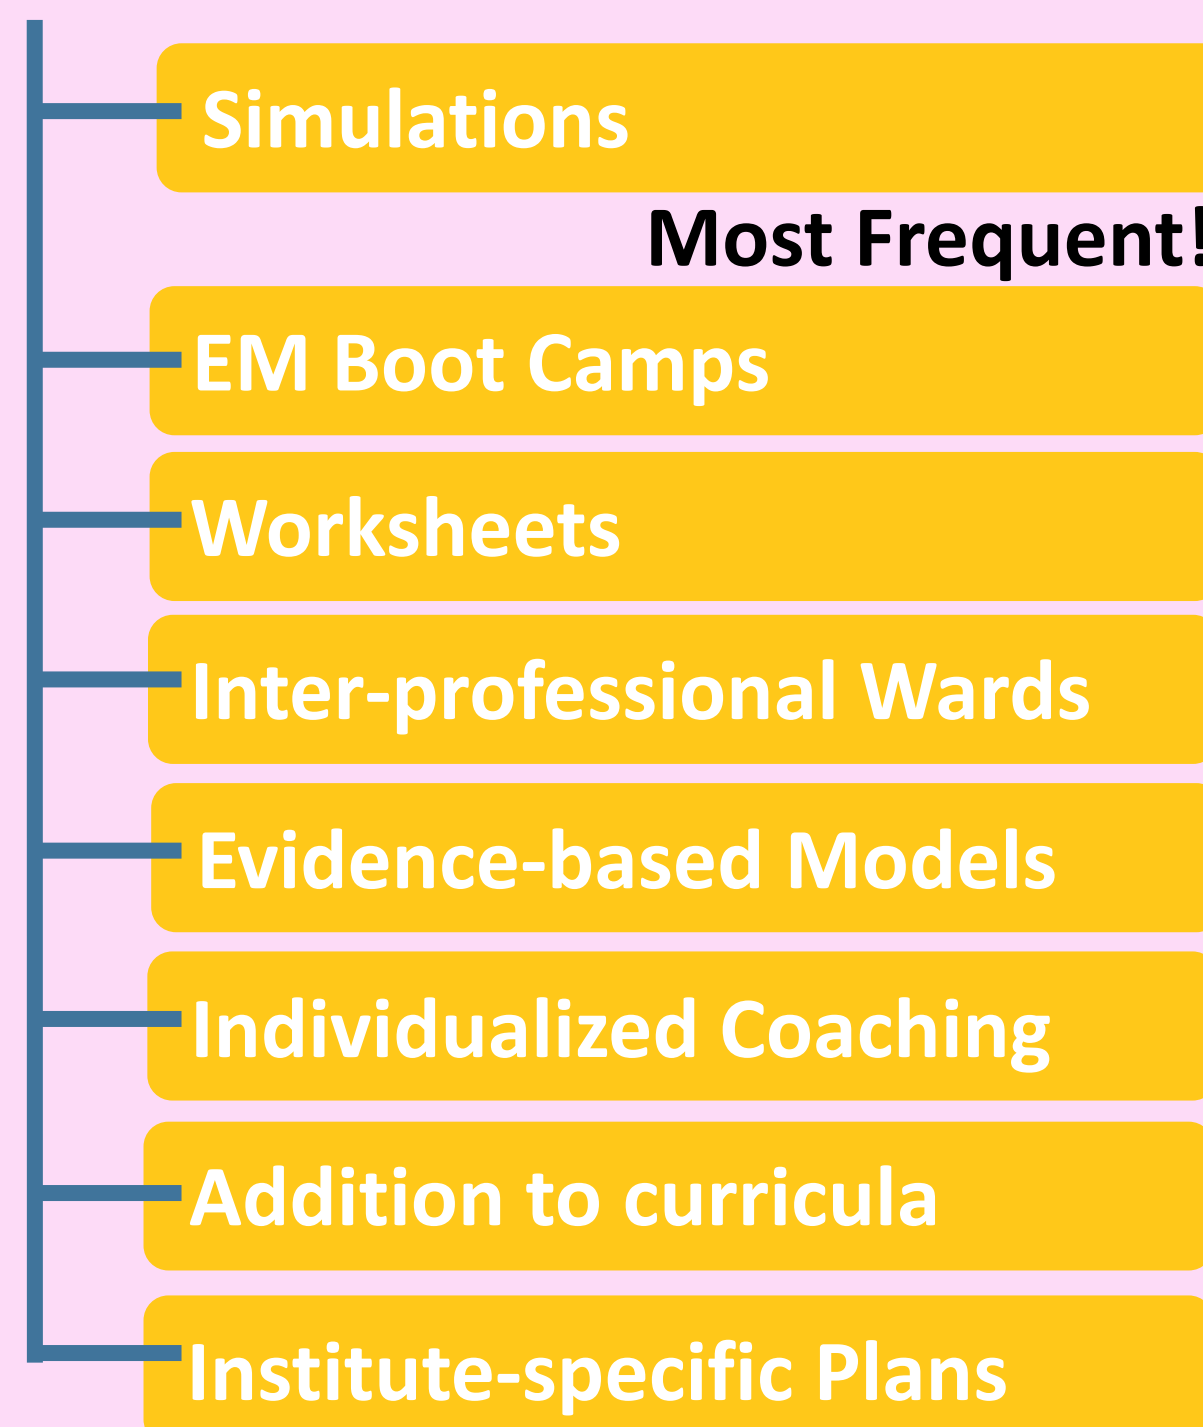 Simulations
Most Frequent!
EM Boot Camps
Worksheets
Inter-professional Wards
Evidence-based Models
Individualized Coaching
Addition to curricula
Institute-specific Plans